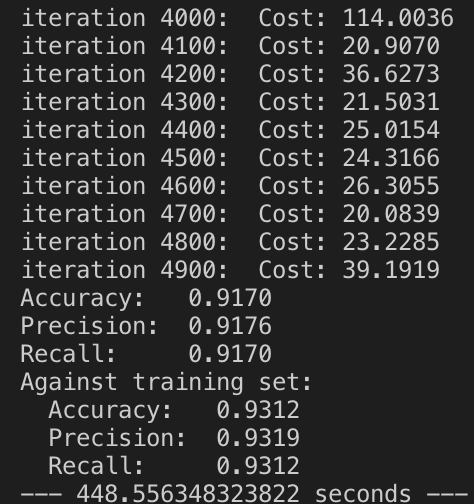 iteration 4000:  Cost: 114.0036
iteration 4100:  Cost: 20.9070
iteration 4200:  Cost: 36.6273
iteration 4300:  Cost: 21.5031
iteration 4400:  Cost: 25.0154
iteration 4500:  Cost: 24.3166
iteration 4600:  Cost: 26.3055
iteration 4700:  Cost: 20.0839
iteration 4800:  Cost: 23.2285
iteration 4900:  Cost: 39.1919
Accuracy:   0.9170
Precision:  0.9176
Recall:     0.9170
Against training set:
  Accuracy:   0.9312
  Precision:  0.9319
  Recall:     0.9312
--- 448.556348323822 seconds ---